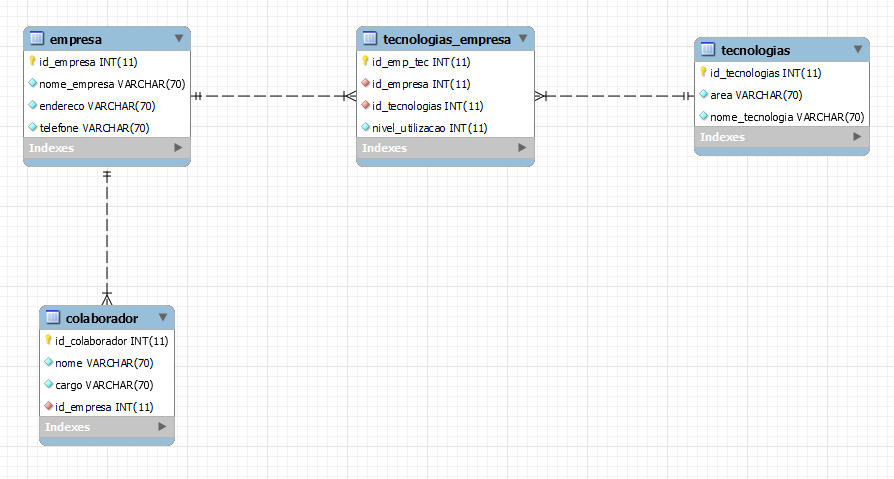 empresa
id_empresa INT(11)
nome_empresa VARCHAR(70)
endereco VARCHAR(70)
telefone VARCHAR(70)
Indexes
tecnologias_empresa
id_emp_tec INT(11)
id_empresa INT(11)
id_tecnologias INT(11)
nivel_utilizacao INT(11)
Indexes
tecnologias
id_tecnologias INT(11)
area VARCHAR(70)
nome_tecnologia VARCHAR(70)
Indexes
colaborador
id_colaborador INT(11)
nome VARCHAR(70)
cargo VARCHAR(70)
id_empresa INT(11)
Indexes